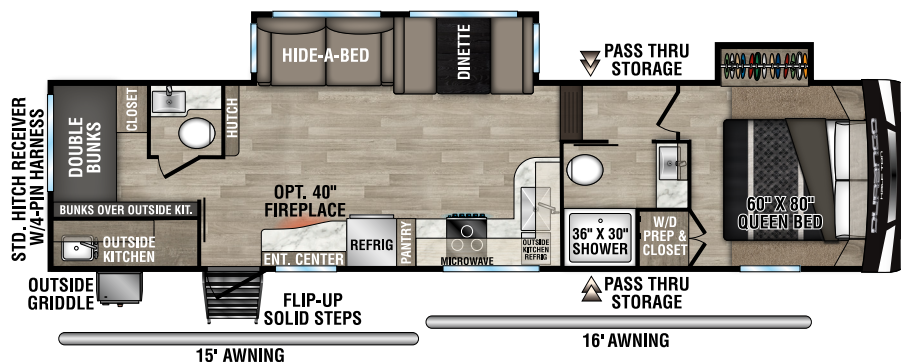 HIDE-A-BED
DINETTE
PASS THRU
STORAGE
STD. HITCH RECEIVER
W/4-PIN HARNESS
DOUBLE
BUNKS
CLOSET
HUTCH
BUNKS OVER OUTSIDE KIT.
OUTSIDE
KITCHEN
OUTSIDE
GRIDDLE
OPT. 40"
FIREPLACE
ENT. CENTER
REFRIG
PANTRY
MICROWAVE
OUTSIDE
KITCHEN
REFRIG
36" X 30"
SHOWER
W/D
PREP &
CLOSET
60" X 80"
QUEEN BED
DURANGO
FLIP-UP
SOLID STEPS
PASS THRU
STORAGE
15' AWNING
16' AWNING